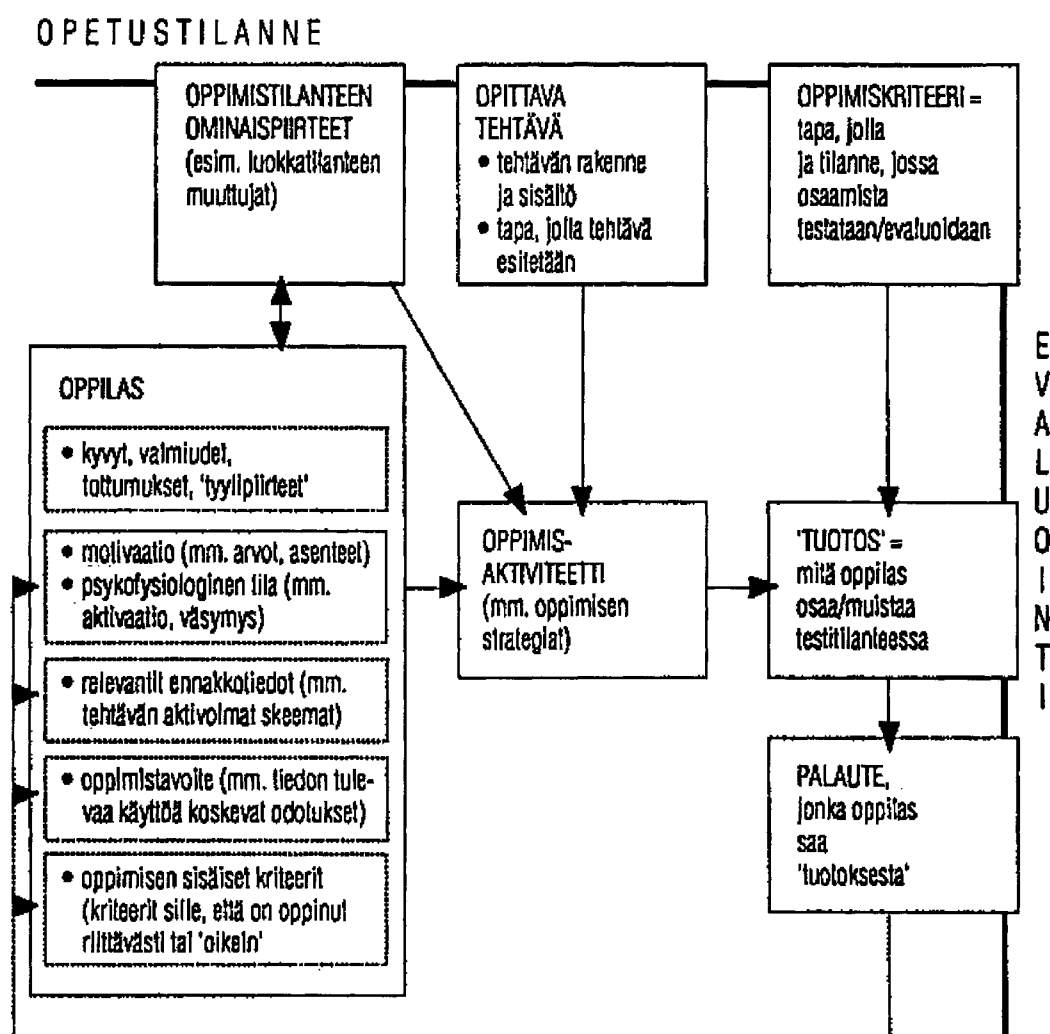 OPETUSTILANNE
OPPIMISTILANTEEN
OMINAISPIIRTEET
(esim. luokkatilanteen
muuttujat)
OPITTAVA
TEHTÄVÄ
• tehtävän rakenne
ja sisältö
• tapa, jolla tehtävä
esitetään
OPPIMISKRITEERI =
tapa, jolla
ja tilanne, jossa
osaamista
testataan/evaluoidaan
OPPILAS
• kyvyt, valmiudet,
tottumukset, 'tyylipiirteet'
• motivaatio (mm. arvot, asenteet)
• psykofysiologinen tila (mm.
aktivaatio, väsymys)
• relevantit ennakkotiedot (mm.
tehtävän aktivoimat skeemat)
• oppimistavoite (mm. tiedon tule-
vaa käyttöä koskevat odotukset)
• oppimisen sisäiset kriteerit
(kriteerit sille, että on oppinut
riittävästi tai 'oikein'
OPPIMIS-
AKTIVITEETTI
(mm. oppimisen
strategiat)
'TUOTOS' =
mitä oppilas
osaa/muistaa
testitilanteessa
PALAUTE,
jonka oppilas
saa
'tuotoksesta'
EVALUOINTI